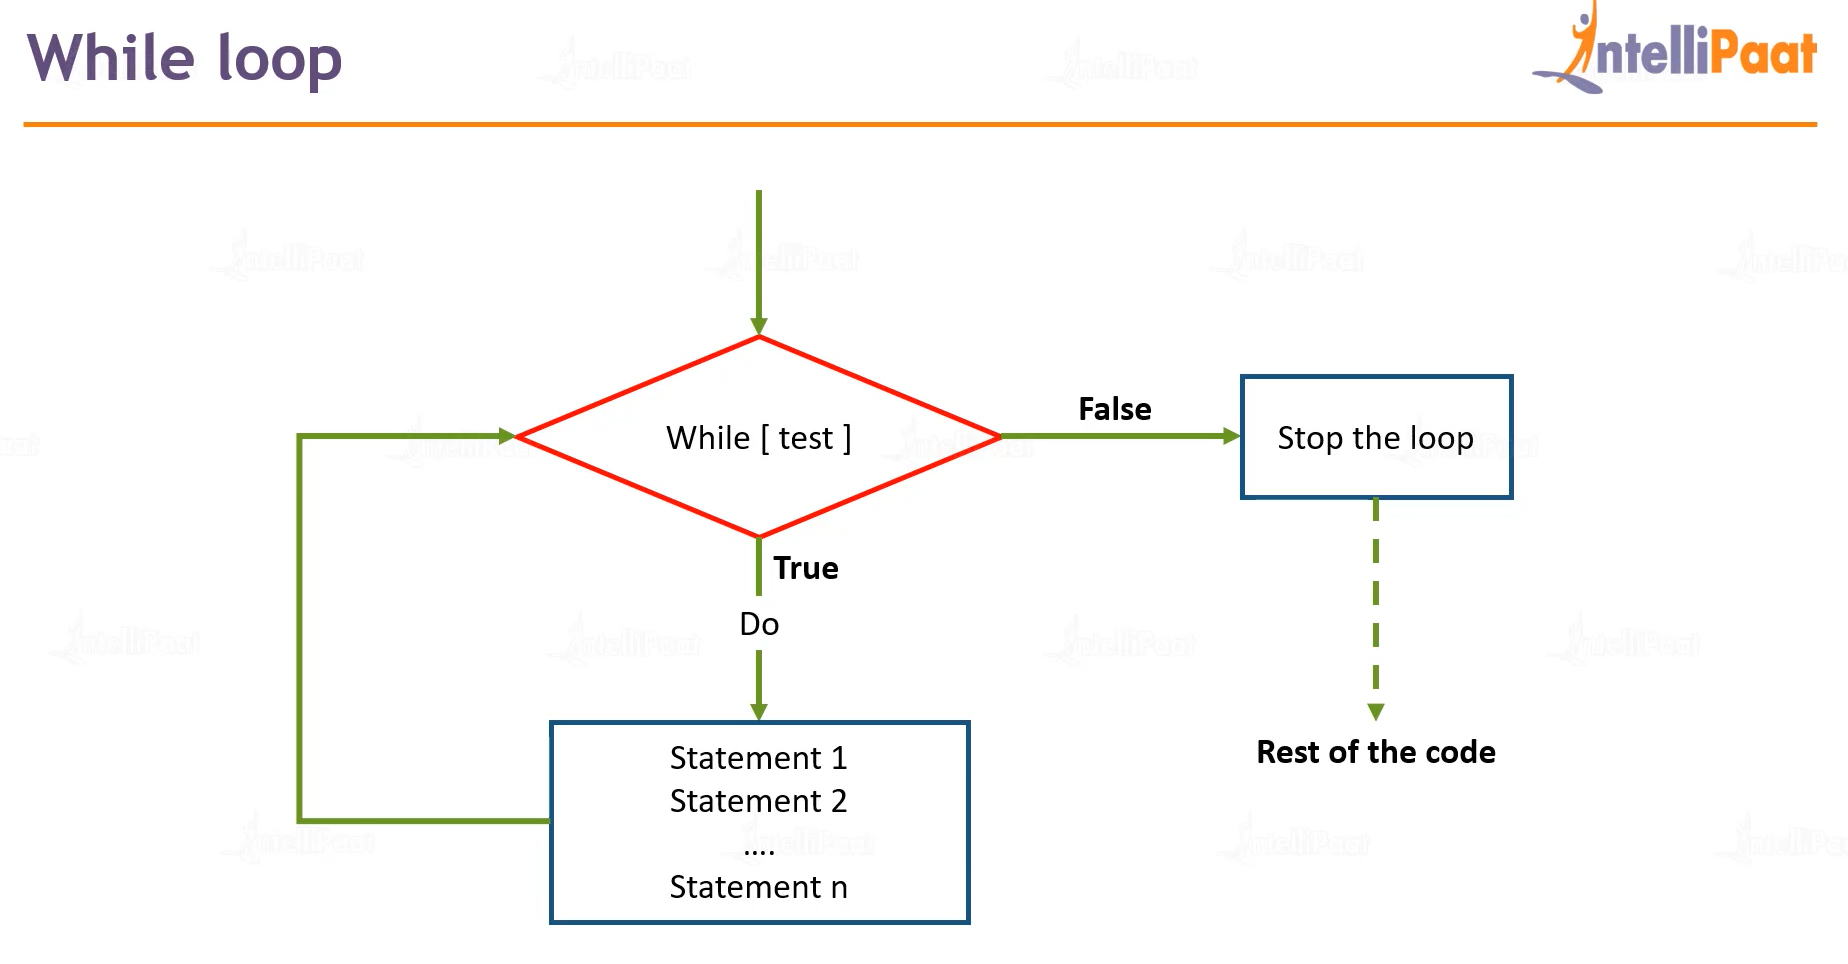 While loop
IntelliPaat
While [ test ]
False
Stop the loop
True
Do
Statement 1
Statement 2
....
Statement n
Rest of the code